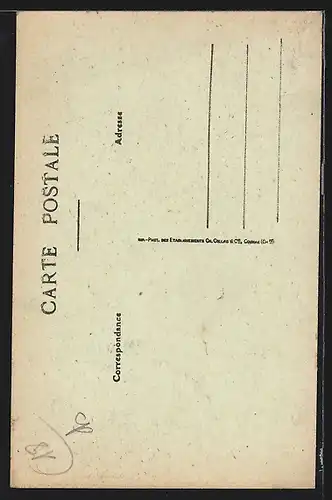 CARTE POSTALE
Correspondance
Adresse
PHOT. DES ETABLISSEMENTS CH. COLLAS & Cie, COGNAC